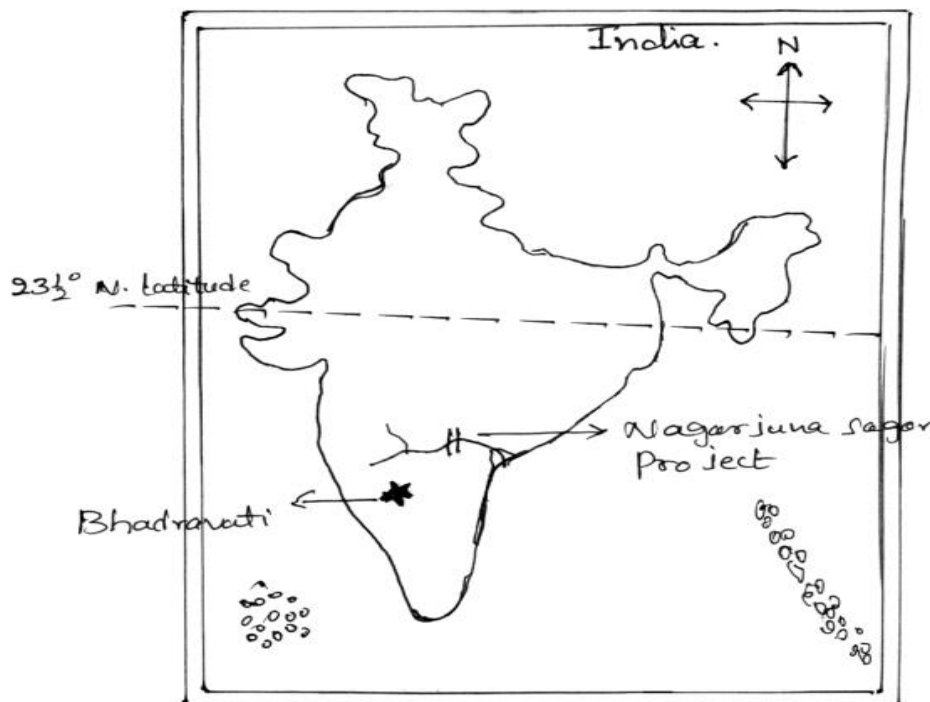 India.
N
23½° N. latitude
Nagarjuna sagar
Project
Bhadravati